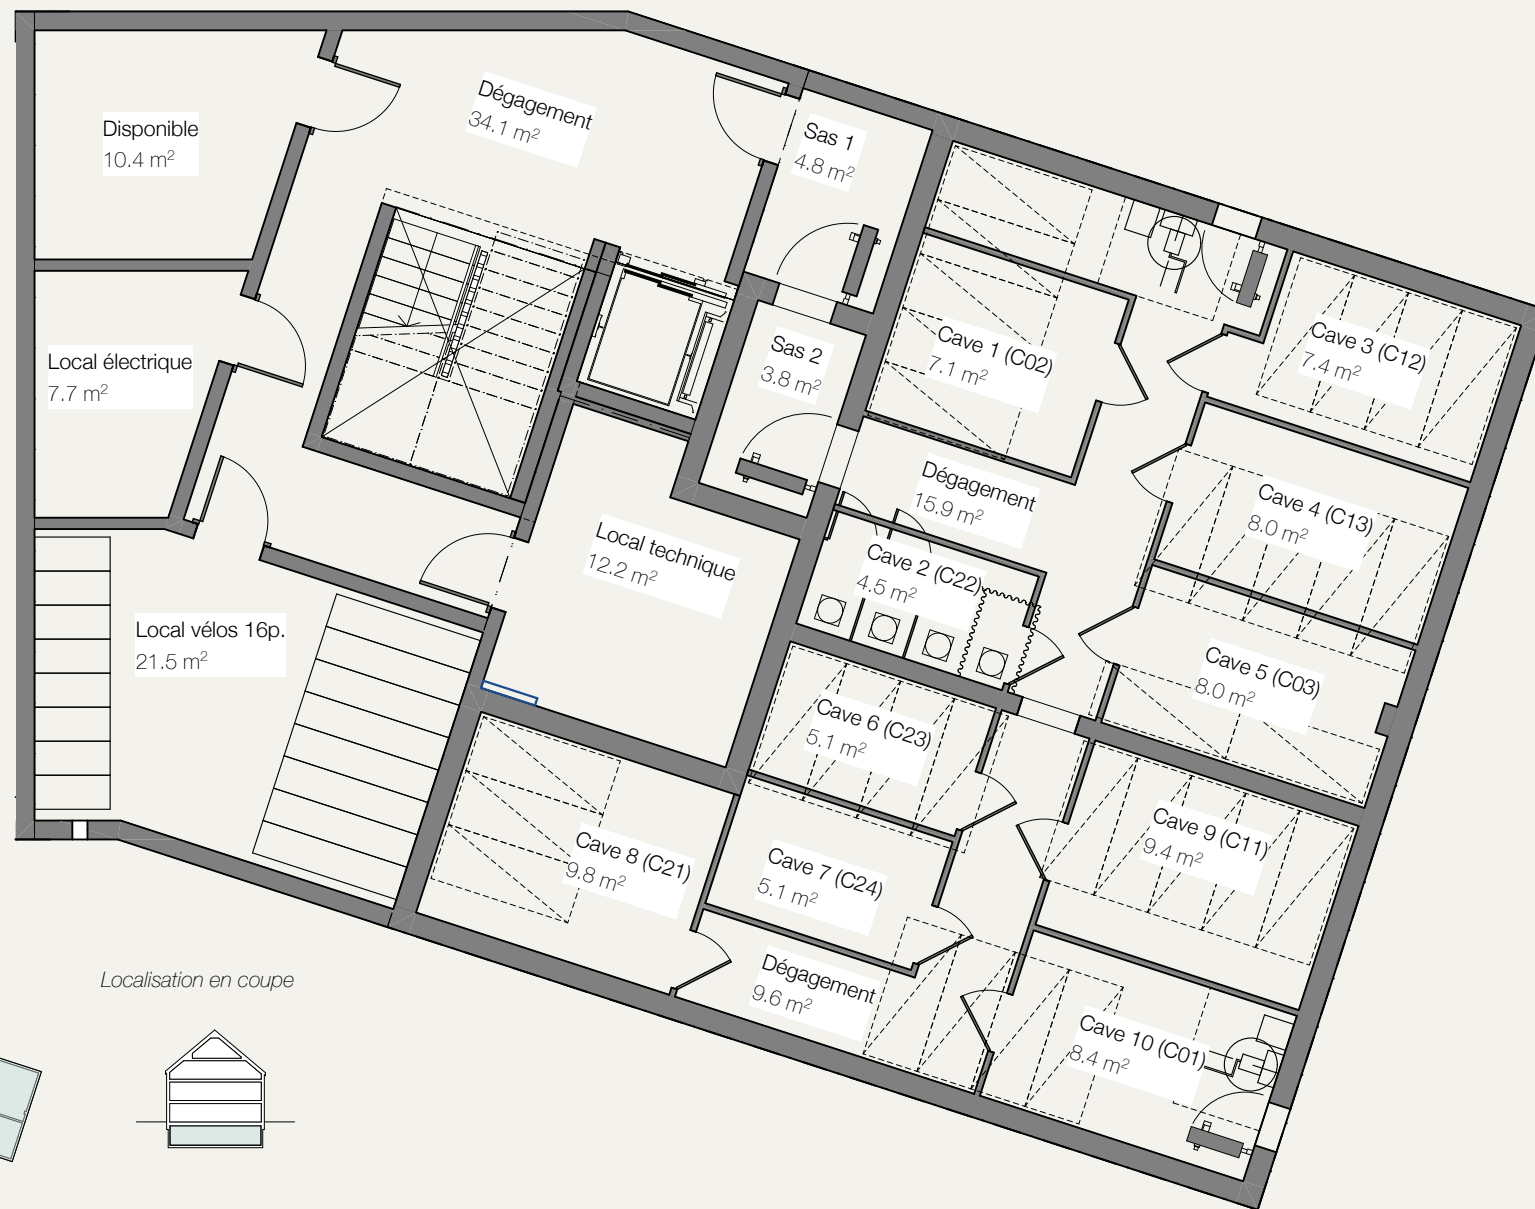 Dégagement
34.1 m²
Disponible
10.4 m²
Sas 1
4.8 m²
Local électrique
7.7 m²
Sas 2
3.8 m²
Cave 1 (C02)
7.1 m²
Cave 3 (C12)
7.4 m²
Dégagement
15.9 m²
Cave 4 (C13)
8.0 m²
Local technique
12.2 m²
Cave 2 (C22)
4.5 m²
Local vélos 16p.
21.5 m²
Cave 5 (C03)
8.0 m²
Cave 6 (C23)
5.1 m²
Cave 8 (C21)
9.8 m²
Cave 7 (C24)
5.1 m²
Cave 9 (C11)
9.4 m²
Dégagement
9.6 m²
Cave 10 (C01)
8.4 m²
Localisation en coupe